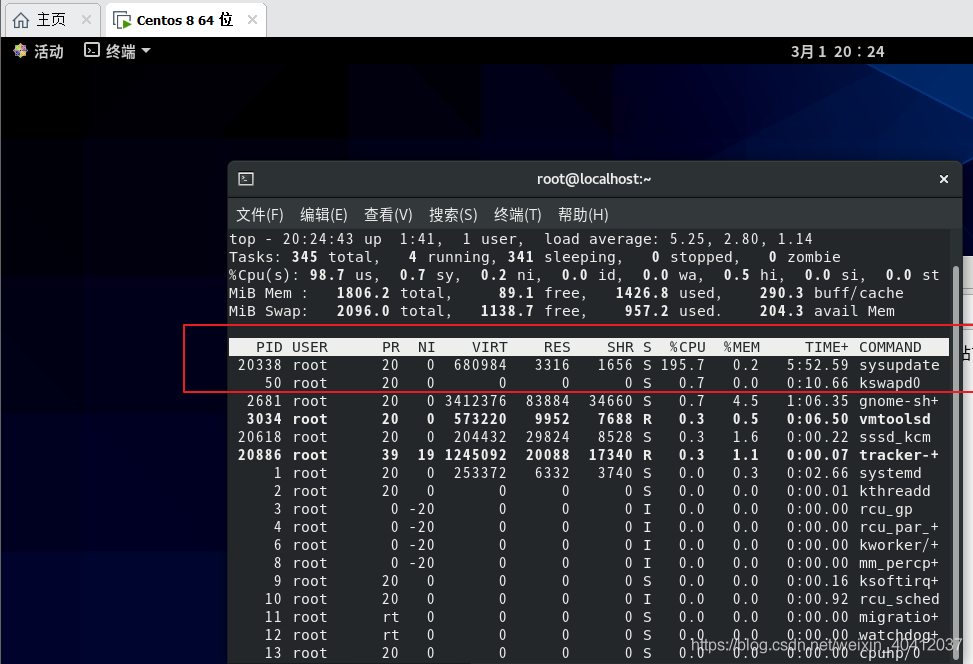 主页 × Centos 8 64 位 ×
活动 终端 3月1 20：24
root@localhost:~ ×
文件(F) 编辑(E) 查看(V) 搜索(S) 终端(T) 帮助(H)
top - 20:24:43 up  1:41,  1 user,  load average: 5.25, 2.80, 1.14
Tasks: 345 total,   4 running, 341 sleeping,   0 stopped,   0 zombie
%Cpu(s): 98.7 us,  0.7 sy,  0.2 ni,  0.0 id,  0.0 wa,  0.5 hi,  0.0 si,  0.0 st
MiB Mem :   1806.2 total,     89.1 free,   1426.8 used,    290.3 buff/cache
MiB Swap:   2096.0 total,   1138.7 free,    957.2 used.    204.3 avail Mem
PID USER      PR  NI    VIRT    RES    SHR S  %CPU  %MEM     TIME+ COMMAND
20338 root      20   0  680984   3316   1656 S 195.7   0.2   5:52.59 sysupdate
50 root      20   0       0      0      0 S   0.7   0.0   0:10.66 kswapd0
2681 root      20   0 3412376  83884  34660 S   0.7   4.5   1:06.35 gnome-sh+
3034 root      20   0  573220   9952   7688 R   0.3   0.5   0:06.50 vmtoolsd
20618 root      20   0  204432  29824   8528 S   0.3   1.6   0:00.22 sssd_kcm
20886 root      39  19 1245092  20088  17340 R   0.3   1.1   0:00.07 tracker-+
1 root      20   0  253372   6332   3740 S   0.0   0.3   0:02.66 systemd
2 root      20   0       0      0      0 S   0.0   0.0   0:00.01 kthreadd
3 root       0 -20       0      0      0 I   0.0   0.0   0:00.00 rcu_gp
4 root       0 -20       0      0      0 I   0.0   0.0   0:00.00 rcu_par_+
6 root       0 -20       0      0      0 I   0.0   0.0   0:00.00 kworker/+
8 root       0 -20       0      0      0 I   0.0   0.0   0:00.00 mm_percp+
9 root      20   0       0      0      0 S   0.0   0.0   0:00.16 ksoftirq+
10 root      20   0       0      0      0 I   0.0   0.0   0:00.92 rcu_sched
11 root      rt   0       0      0      0 S   0.0   0.0   0:00.00 migratio+
12 root      rt   0       0      0      0 S   0.0   0.0   0:00.00 watchdog+
13 root      20   0       0      0      0 S   0.0   0.0   0:00.00 cpuhp/0
https://blog.csdn.net/weixin_40412037